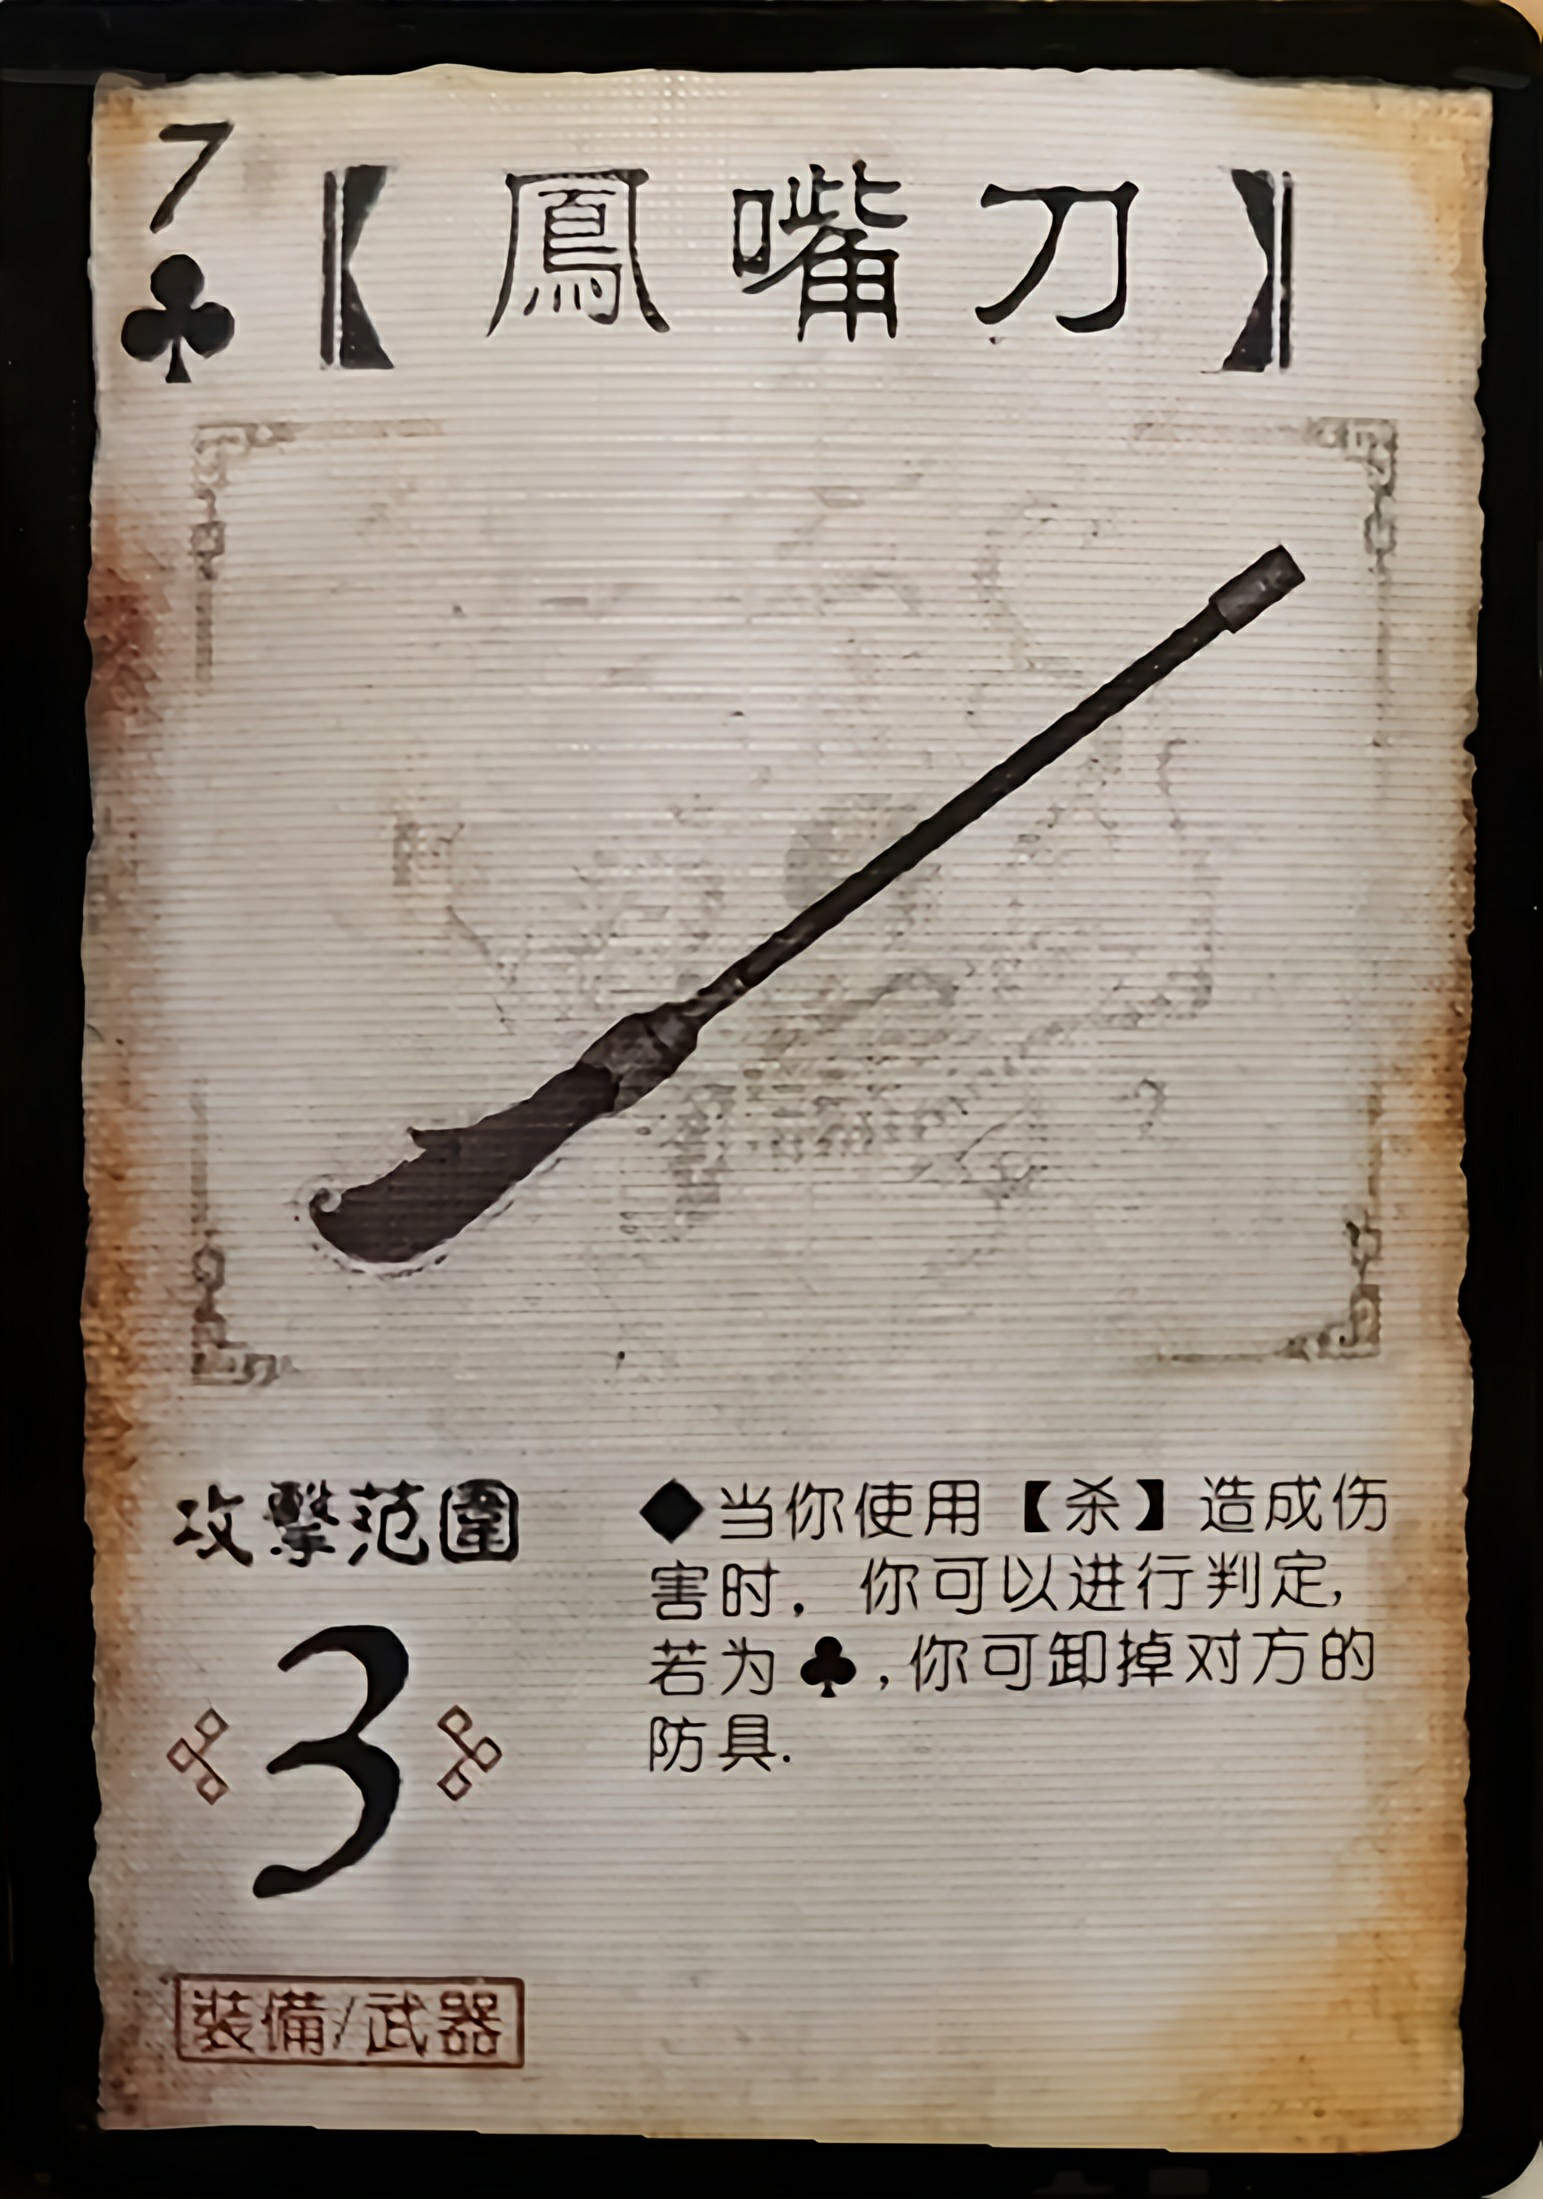 7
♣
【鳳嘴刀】
攻擊范圍
3
◆当你使用【杀】造成伤
害时，你可以进行判定,
若为♣,你可卸掉对方的
防具.
裝備/武器